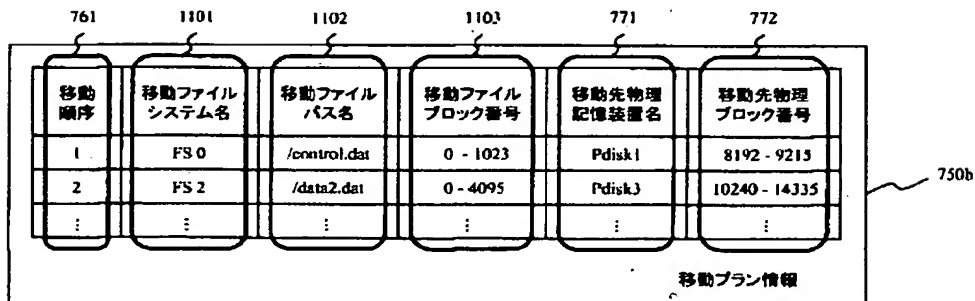 761 1101 1102 1103 771 772
移動順序 移動ファイルシステム名 移動ファイルパス名 移動ファイルブロック番号 移動先物理記憶装置名 移動先物理ブロック番号
1 FS 0 /control.dat 0 - 1023 Pdisk1 8192 - 9215
2 FS 2 /data2.dat 0 - 4095 Pdisk3 10240 - 14335
⋮ ⋮ ⋮ ⋮ ⋮ ⋮
750b
移動プラン情報